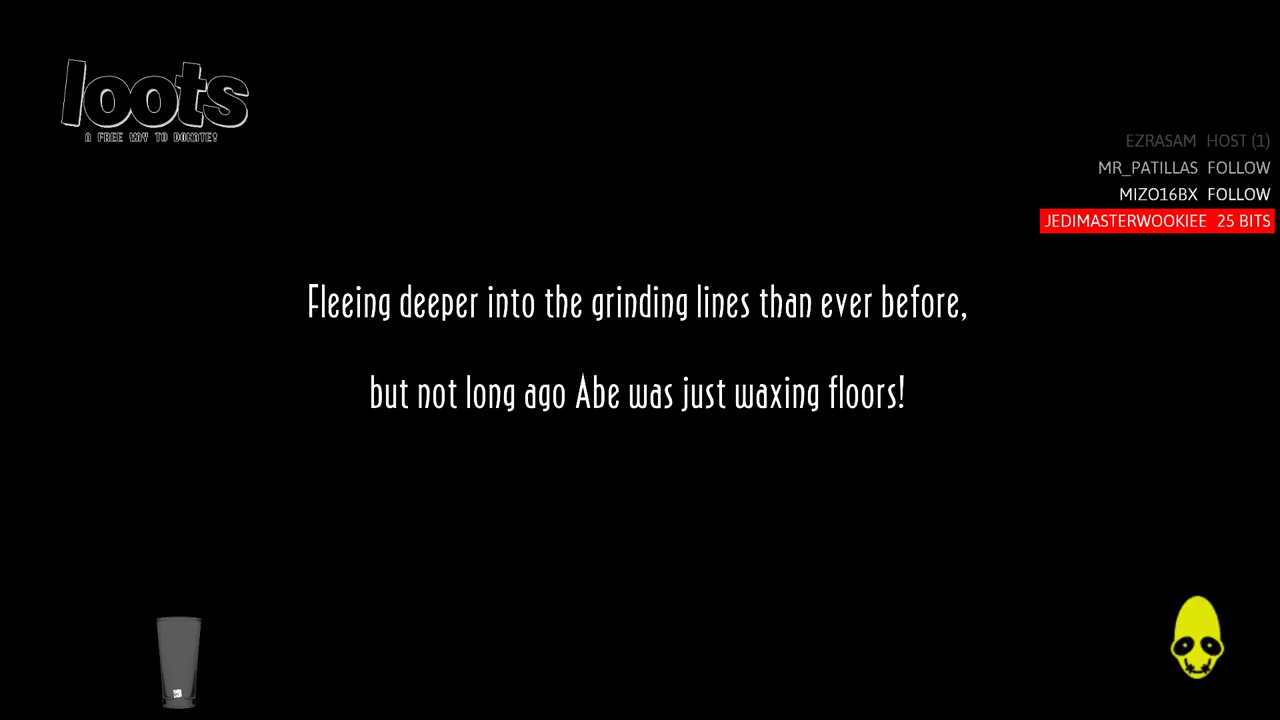 loots
A FREE WAY TO DONATE!
EZRASAM HOST (1)
MR_PATILLAS FOLLOW
MIZO16BX FOLLOW
JEDIMASTERWOOKIEE 25 BITS
Fleeing deeper into the grinding lines than ever before,
but not long ago Abe was just waxing floors!